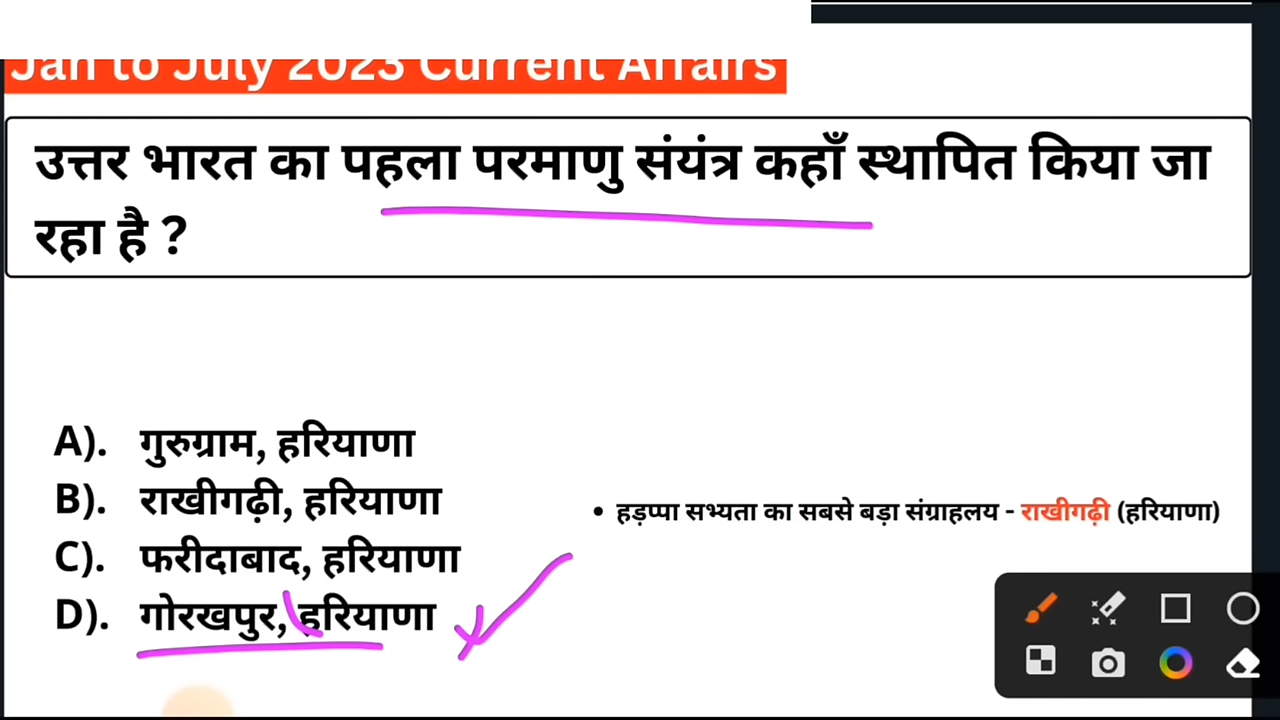 Jan to July 2023 Current Affairs
उत्तर भारत का पहला परमाणु संयंत्र कहाँ स्थापित किया जा
रहा है ?
A). गुरुग्राम, हरियाणा
B). राखीगढ़ी, हरियाणा
• हड़प्पा सभ्यता का सबसे बड़ा संग्राहलय - राखीगढ़ी (हरियाणा)
C). फरीदाबाद, हरियाणा
D). गोरखपुर, हरियाणा